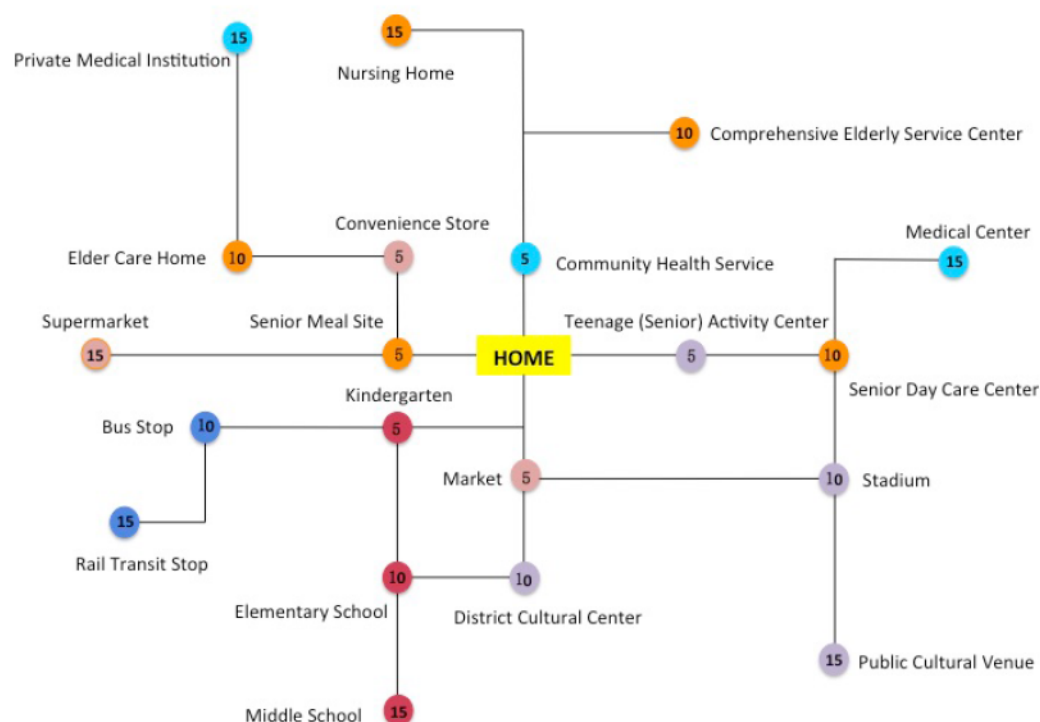 15
Private Medical Institution
15
Nursing Home
10
Comprehensive Elderly Service Center
Convenience Store
Medical Center
Elder Care Home
10
5
5
Community Health Service
15
Supermarket
Senior Meal Site
Teenage (Senior) Activity Center
15
5
HOME
5
10
Kindergarten
Senior Day Care Center
Bus Stop
10
5
Market
5
10
Stadium
15
Rail Transit Stop
10
10
Elementary School
District Cultural Center
15
Public Cultural Venue
Middle School
15